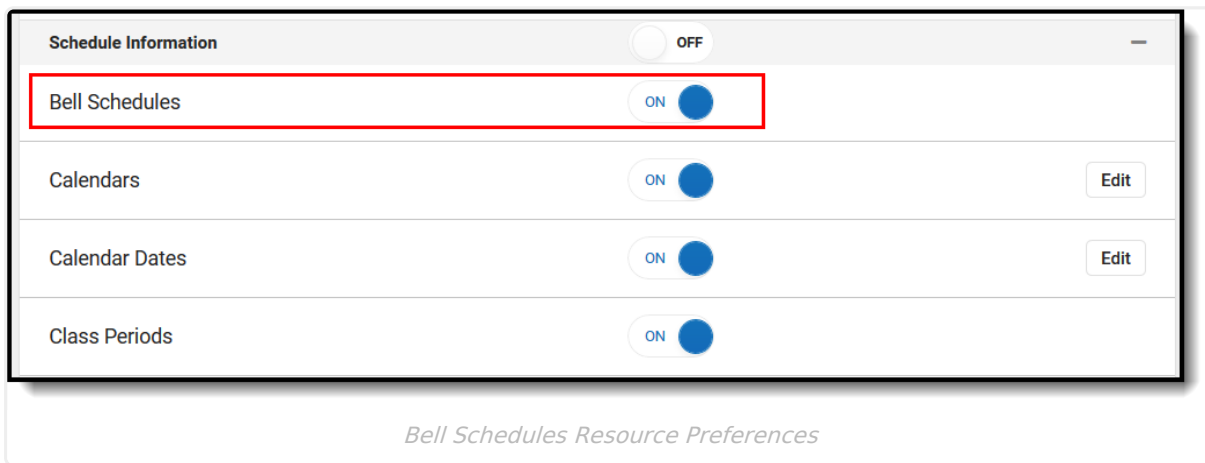 Schedule Information OFF
Bell Schedules ON
Calendars ON Edit
Calendar Dates ON Edit
Class Periods ON
Bell Schedules Resource Preferences